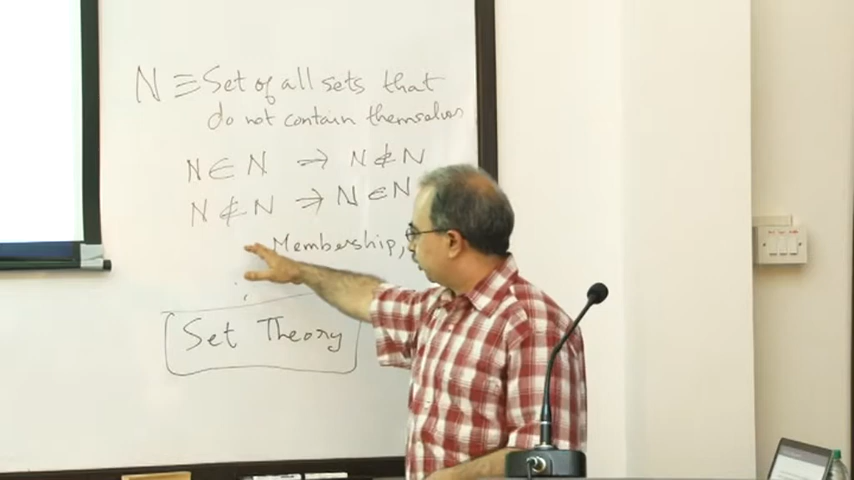 N ≡ Set of all sets that
do not contain themselves
N ∈ N ⇒ N ∉ N
N ∉ N ⇒ N ∈ N
Membership,
Set Theory